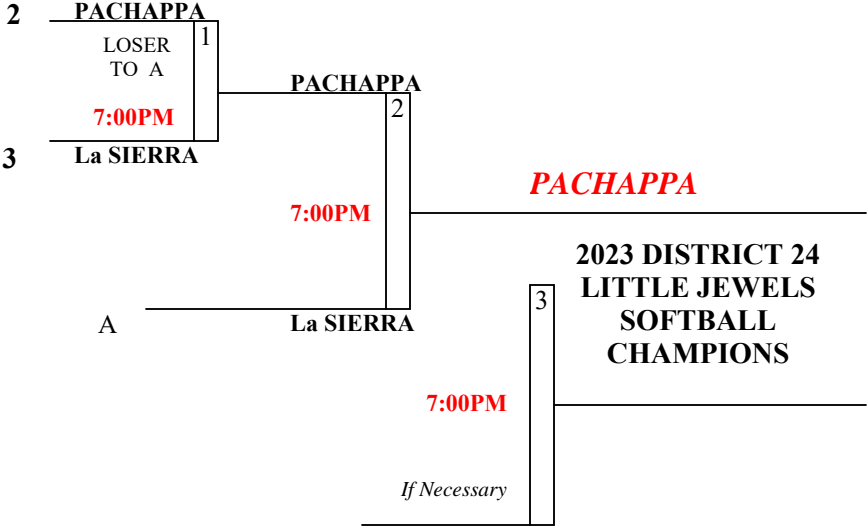 2
PACHAPPA
1
LOSER
TO A
7:00PM
3
La SIERRA
PACHAPPA
2
7:00PM
A
La SIERRA
PACHAPPA
2023 DISTRICT 24
LITTLE JEWELS
SOFTBALL
CHAMPIONS
3
7:00PM
If Necessary